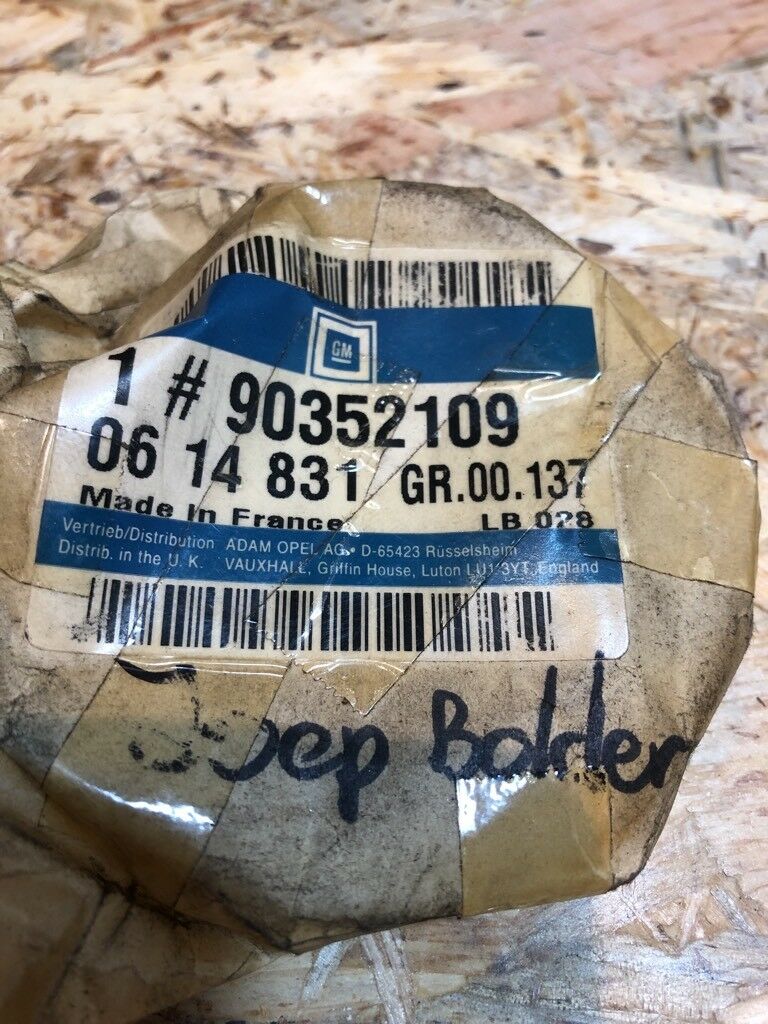 GM
1 # 90352109
06 14 831 GR.00.137
Made In France LB 028
Vertrieb/Distribution ADAM OPEL AG • D-65423 Rüsselsheim
Distrib. in the U. K. VAUXHALL, Griffin House, Luton LU1 3YT, England
Joep Bolder